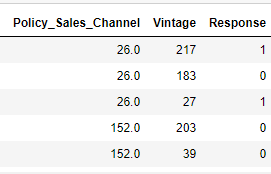 Policy_Sales_Channel Vintage Response
26.0 217 1
26.0 183 0
26.0 27 1
152.0 203 0
152.0 39 0